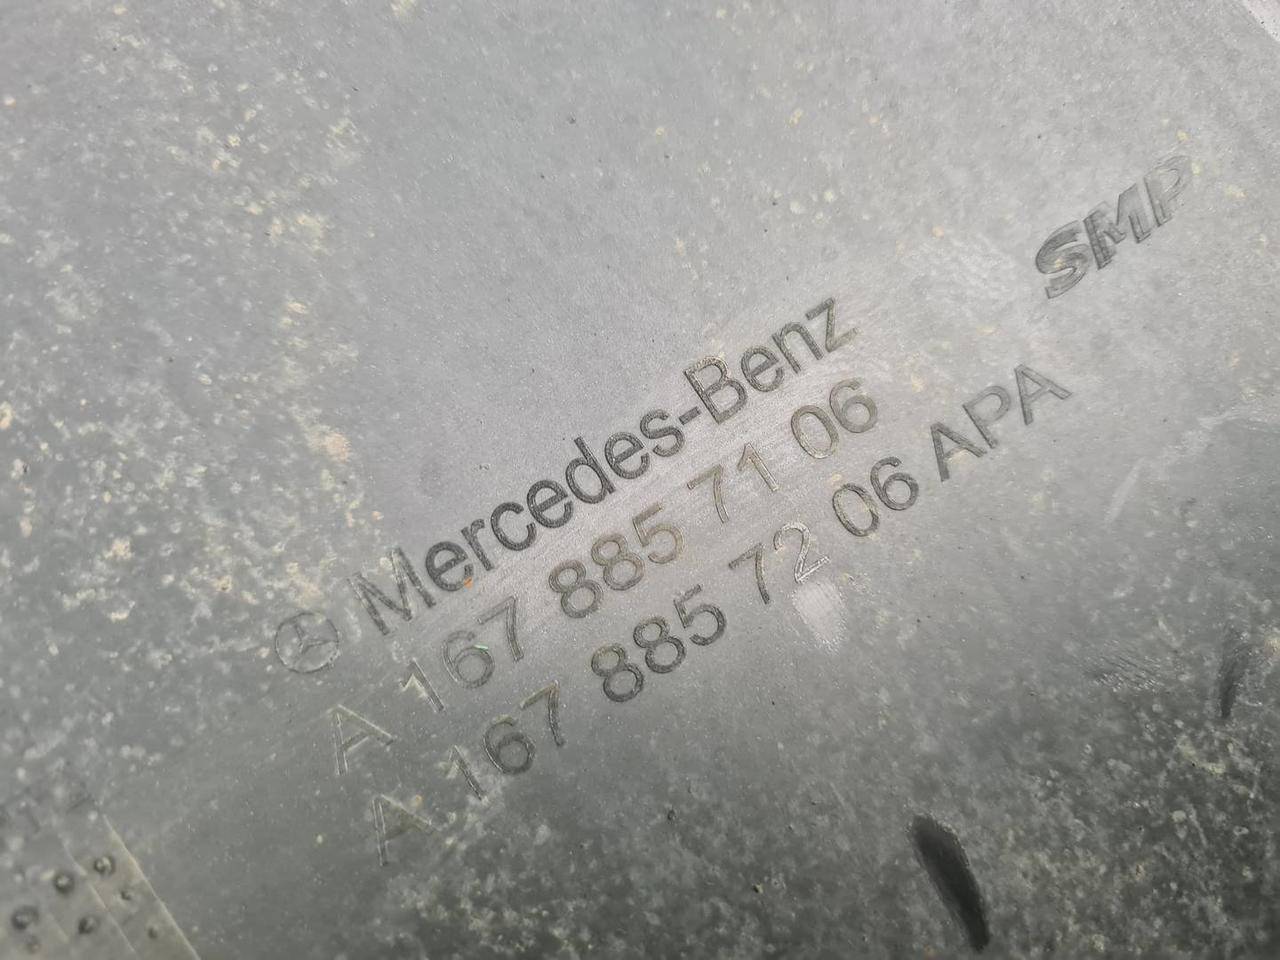 SMP
Mercedes-Benz
A 167 885 71 06
A 167 885 72 06 APA